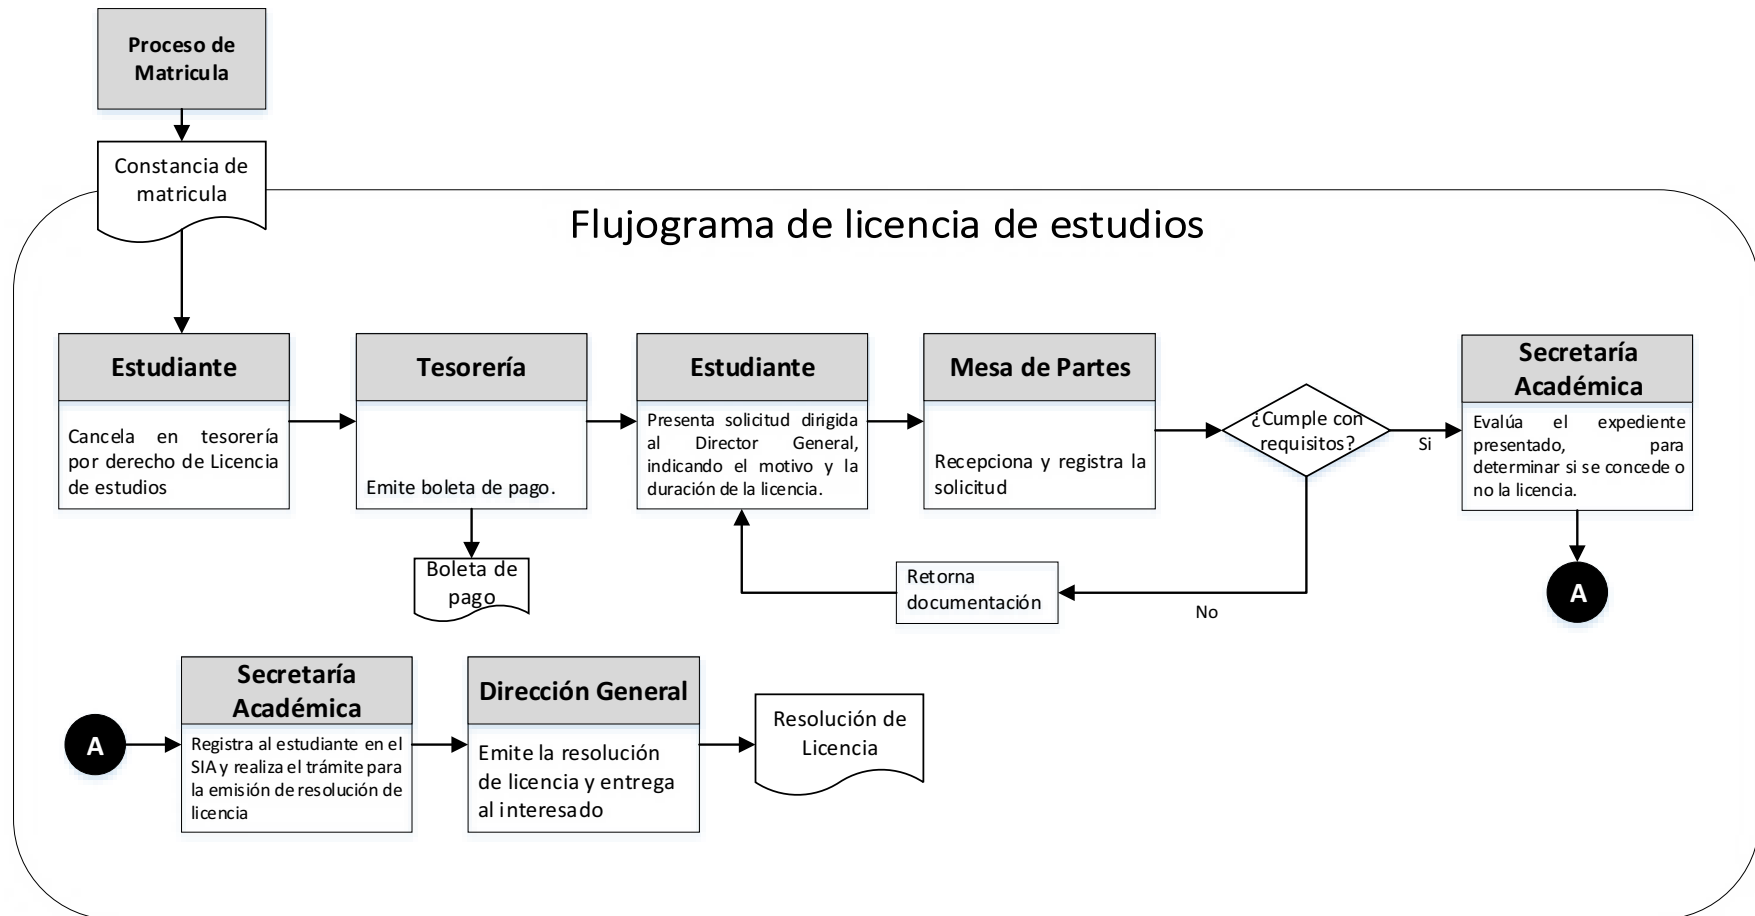 Proceso de
Matricula
Constancia de
matricula
Flujograma de licencia de estudios
Estudiante
Cancela en tesorería
por derecho de Licencia
de estudios
Tesorería
Emite boleta de pago.
Boleta de
pago
Estudiante
Presenta solicitud dirigida
al Director General,
indicando el motivo y la
duración de la licencia.
Mesa de Partes
Recepciona y registra la
solicitud
¿Cumple con
requisitos?
Si
No
Retorna
documentación
Secretaría
Académica
Evalúa el expediente
presentado, para
determinar si se concede o
no la licencia.
A
A
Secretaría
Académica
Registra al estudiante en el
SIA y realiza el trámite para
la emisión de resolución de
licencia
Dirección General
Emite la resolución
de licencia y entrega
al interesado
Resolución de
Licencia